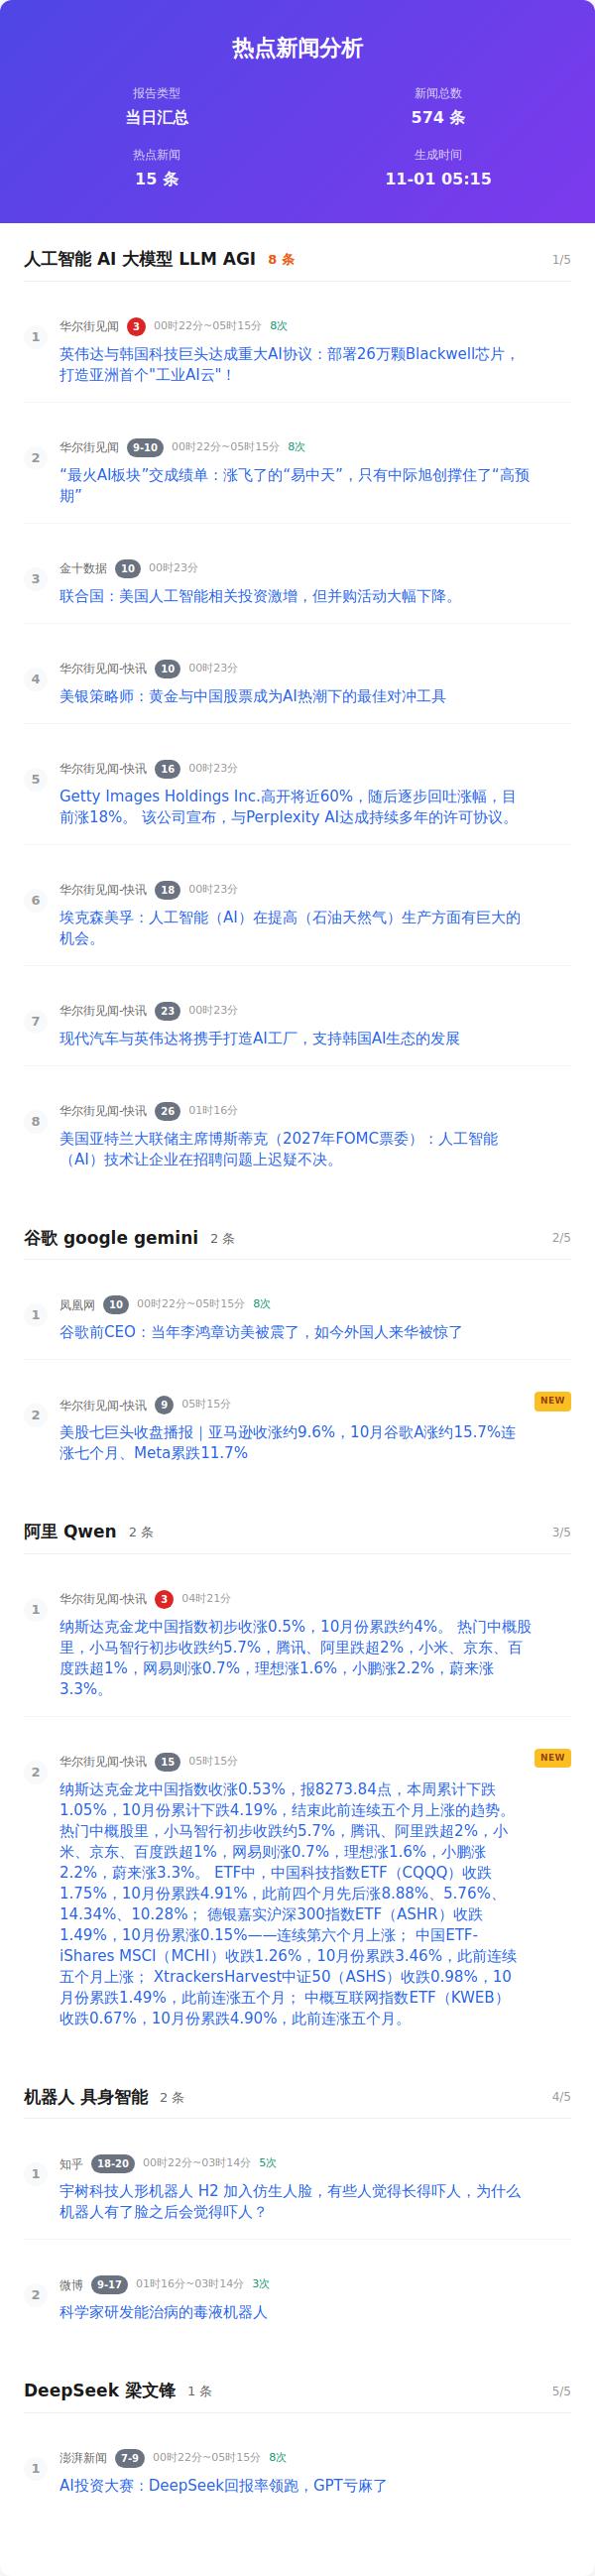 热点新闻分析
报告类型
新闻总数
当日汇总
574 条
热点新闻
生成时间
15 条
11-01 05:15
人工智能 AI 大模型 LLM AGI 8 条 1/5
1
华尔街见闻 3 00时22分~05时15分 8次
英伟达与韩国科技巨头达成重大AI协议：部署26万颗Blackwell芯片，
打造亚洲首个"工业AI云"！
2
华尔街见闻 9-10 00时22分~05时15分 8次
“最火AI板块”交成绩单：涨飞了的“易中天”，只有中际旭创撑住了“高预
期”
3
金十数据 10 00时23分
联合国：美国人工智能相关投资激增，但并购活动大幅下降。
4
华尔街见闻-快讯 10 00时23分
美银策略师：黄金与中国股票成为AI热潮下的最佳对冲工具
5
华尔街见闻-快讯 16 00时23分
Getty Images Holdings Inc.高开将近60%，随后逐步回吐涨幅，目
前涨18%。 该公司宣布，与Perplexity AI达成持续多年的许可协议。
6
华尔街见闻-快讯 18 00时23分
埃克森美孚：人工智能（AI）在提高（石油天然气）生产方面有巨大的
机会。
7
华尔街见闻-快讯 23 00时23分
现代汽车与英伟达将携手打造AI工厂，支持韩国AI生态的发展
8
华尔街见闻-快讯 26 01时16分
美国亚特兰大联储主席博斯蒂克（2027年FOMC票委）：人工智能
（AI）技术让企业在招聘问题上迟疑不决。
谷歌 google gemini 2 条 2/5
1
凤凰网 10 00时22分~05时15分 8次
谷歌前CEO：当年李鸿章访美被震了，如今外国人来华被惊了
2
华尔街见闻-快讯 9 05时15分 NEW
美股七巨头收盘播报｜亚马逊收涨约9.6%，10月谷歌A涨约15.7%连
涨七个月、Meta累跌11.7%
阿里 Qwen 2 条 3/5
1
华尔街见闻-快讯 3 04时21分
纳斯达克金龙中国指数初步收涨0.5%，10月份累跌约4%。 热门中概股
里，小马智行初步收跌约5.7%，腾讯、阿里跌超2%，小米、京东、百
度跌超1%，网易则涨0.7%，理想涨1.6%，小鹏涨2.2%，蔚来涨
3.3%。
2
华尔街见闻-快讯 15 05时15分 NEW
纳斯达克金龙中国指数收涨0.53%，报8273.84点，本周累计下跌
1.05%，10月份累计下跌4.19%，结束此前连续五个月上涨的趋势。
热门中概股里，小马智行初步收跌约5.7%，腾讯、阿里跌超2%，小
米、京东、百度跌超1%，网易则涨0.7%，理想涨1.6%，小鹏涨
2.2%，蔚来涨3.3%。 ETF中，中国科技指数ETF（CQQQ）收跌
1.75%，10月份累跌4.91%，此前四个月先后涨8.88%、5.76%、
14.34%、10.28%； 德银嘉实沪深300指数ETF（ASHR）收跌
1.49%，10月份累涨0.15%——连续第六个月上涨； 中国ETF-
iShares MSCI（MCHI）收跌1.26%，10月份累跌3.46%，此前连续
五个月上涨； XtrackersHarvest中证50（ASHS）收跌0.98%，10
月份累跌1.49%，此前连涨五个月； 中概互联网指数ETF（KWEB）
收跌0.67%，10月份累跌4.90%，此前连涨五个月。
机器人 具身智能 2 条 4/5
1
知乎 18-20 00时22分~03时14分 5次
宇树科技人形机器人 H2 加入仿生人脸，有些人觉得长得吓人，为什么
机器人有了脸之后会觉得吓人？
2
微博 9-17 01时16分~03时14分 3次
科学家研发能治病的毒液机器人
DeepSeek 梁文锋 1 条 5/5
1
澎湃新闻 7-9 00时22分~05时15分 8次
AI投资大赛：DeepSeek回报率领跑，GPT亏麻了